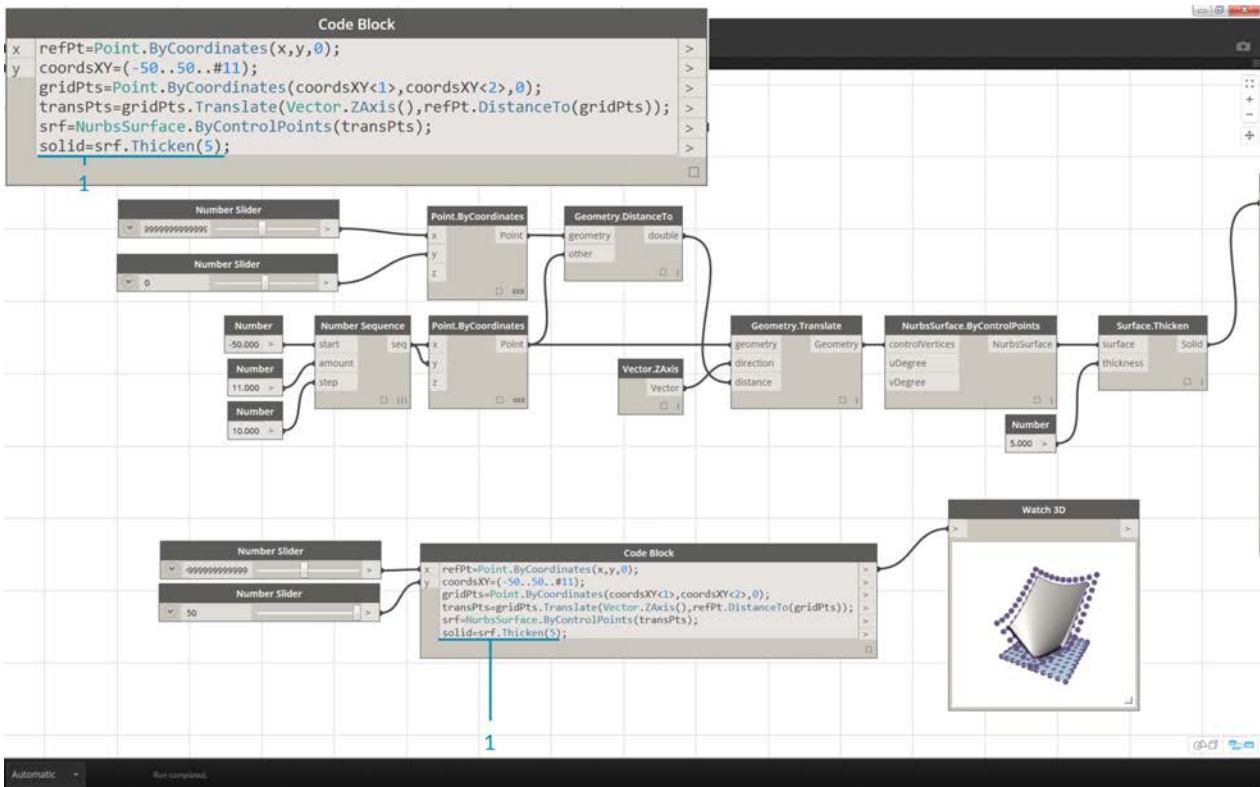 Code Block
x refPt=Point.ByCoordinates(x,y,0); >
y coordsXY=(-50..50..#11); >
gridPts=Point.ByCoordinates(coordsXY<1>,coordsXY<2>,0); >
transPts=gridPts.Translate(Vector.ZAxis(),refPt.DistanceTo(gridPts)); >
srf=NurbsSurface.ByControlPoints(transPts); >
solid=srf.Thicken(5); >
1
Number Slider
>
Number Slider
0 >
Point.ByCoordinates
x Point
y
z
xxx
Geometry.DistanceTo
geometry double
other
Number
-50.000 >
Number
11.000 >
Number
10.000 >
Number Sequence
start seq
amount
step
Point.ByCoordinates
x Point
y
z
xxx
Vector.ZAxis
Vector
Geometry.Translate
geometry Geometry
direction
distance
NurbsSurface.ByControlPoints
controlVertices NurbsSurface
uDegree
vDegree
Surface.Thicken
surface Solid
thickness
Number
5.000 >
Number Slider
>
Number Slider
50 >
Code Block
x refPt=Point.ByCoordinates(x,y,0); >
y coordsXY=(-50..50..#11); >
gridPts=Point.ByCoordinates(coordsXY<1>,coordsXY<2>,0); >
transPts=gridPts.Translate(Vector.ZAxis(),refPt.DistanceTo(gridPts)); >
srf=NurbsSurface.ByControlPoints(transPts); >
solid=srf.Thicken(5); >
1
Watch 3D
> >
Automatic
Run completed.